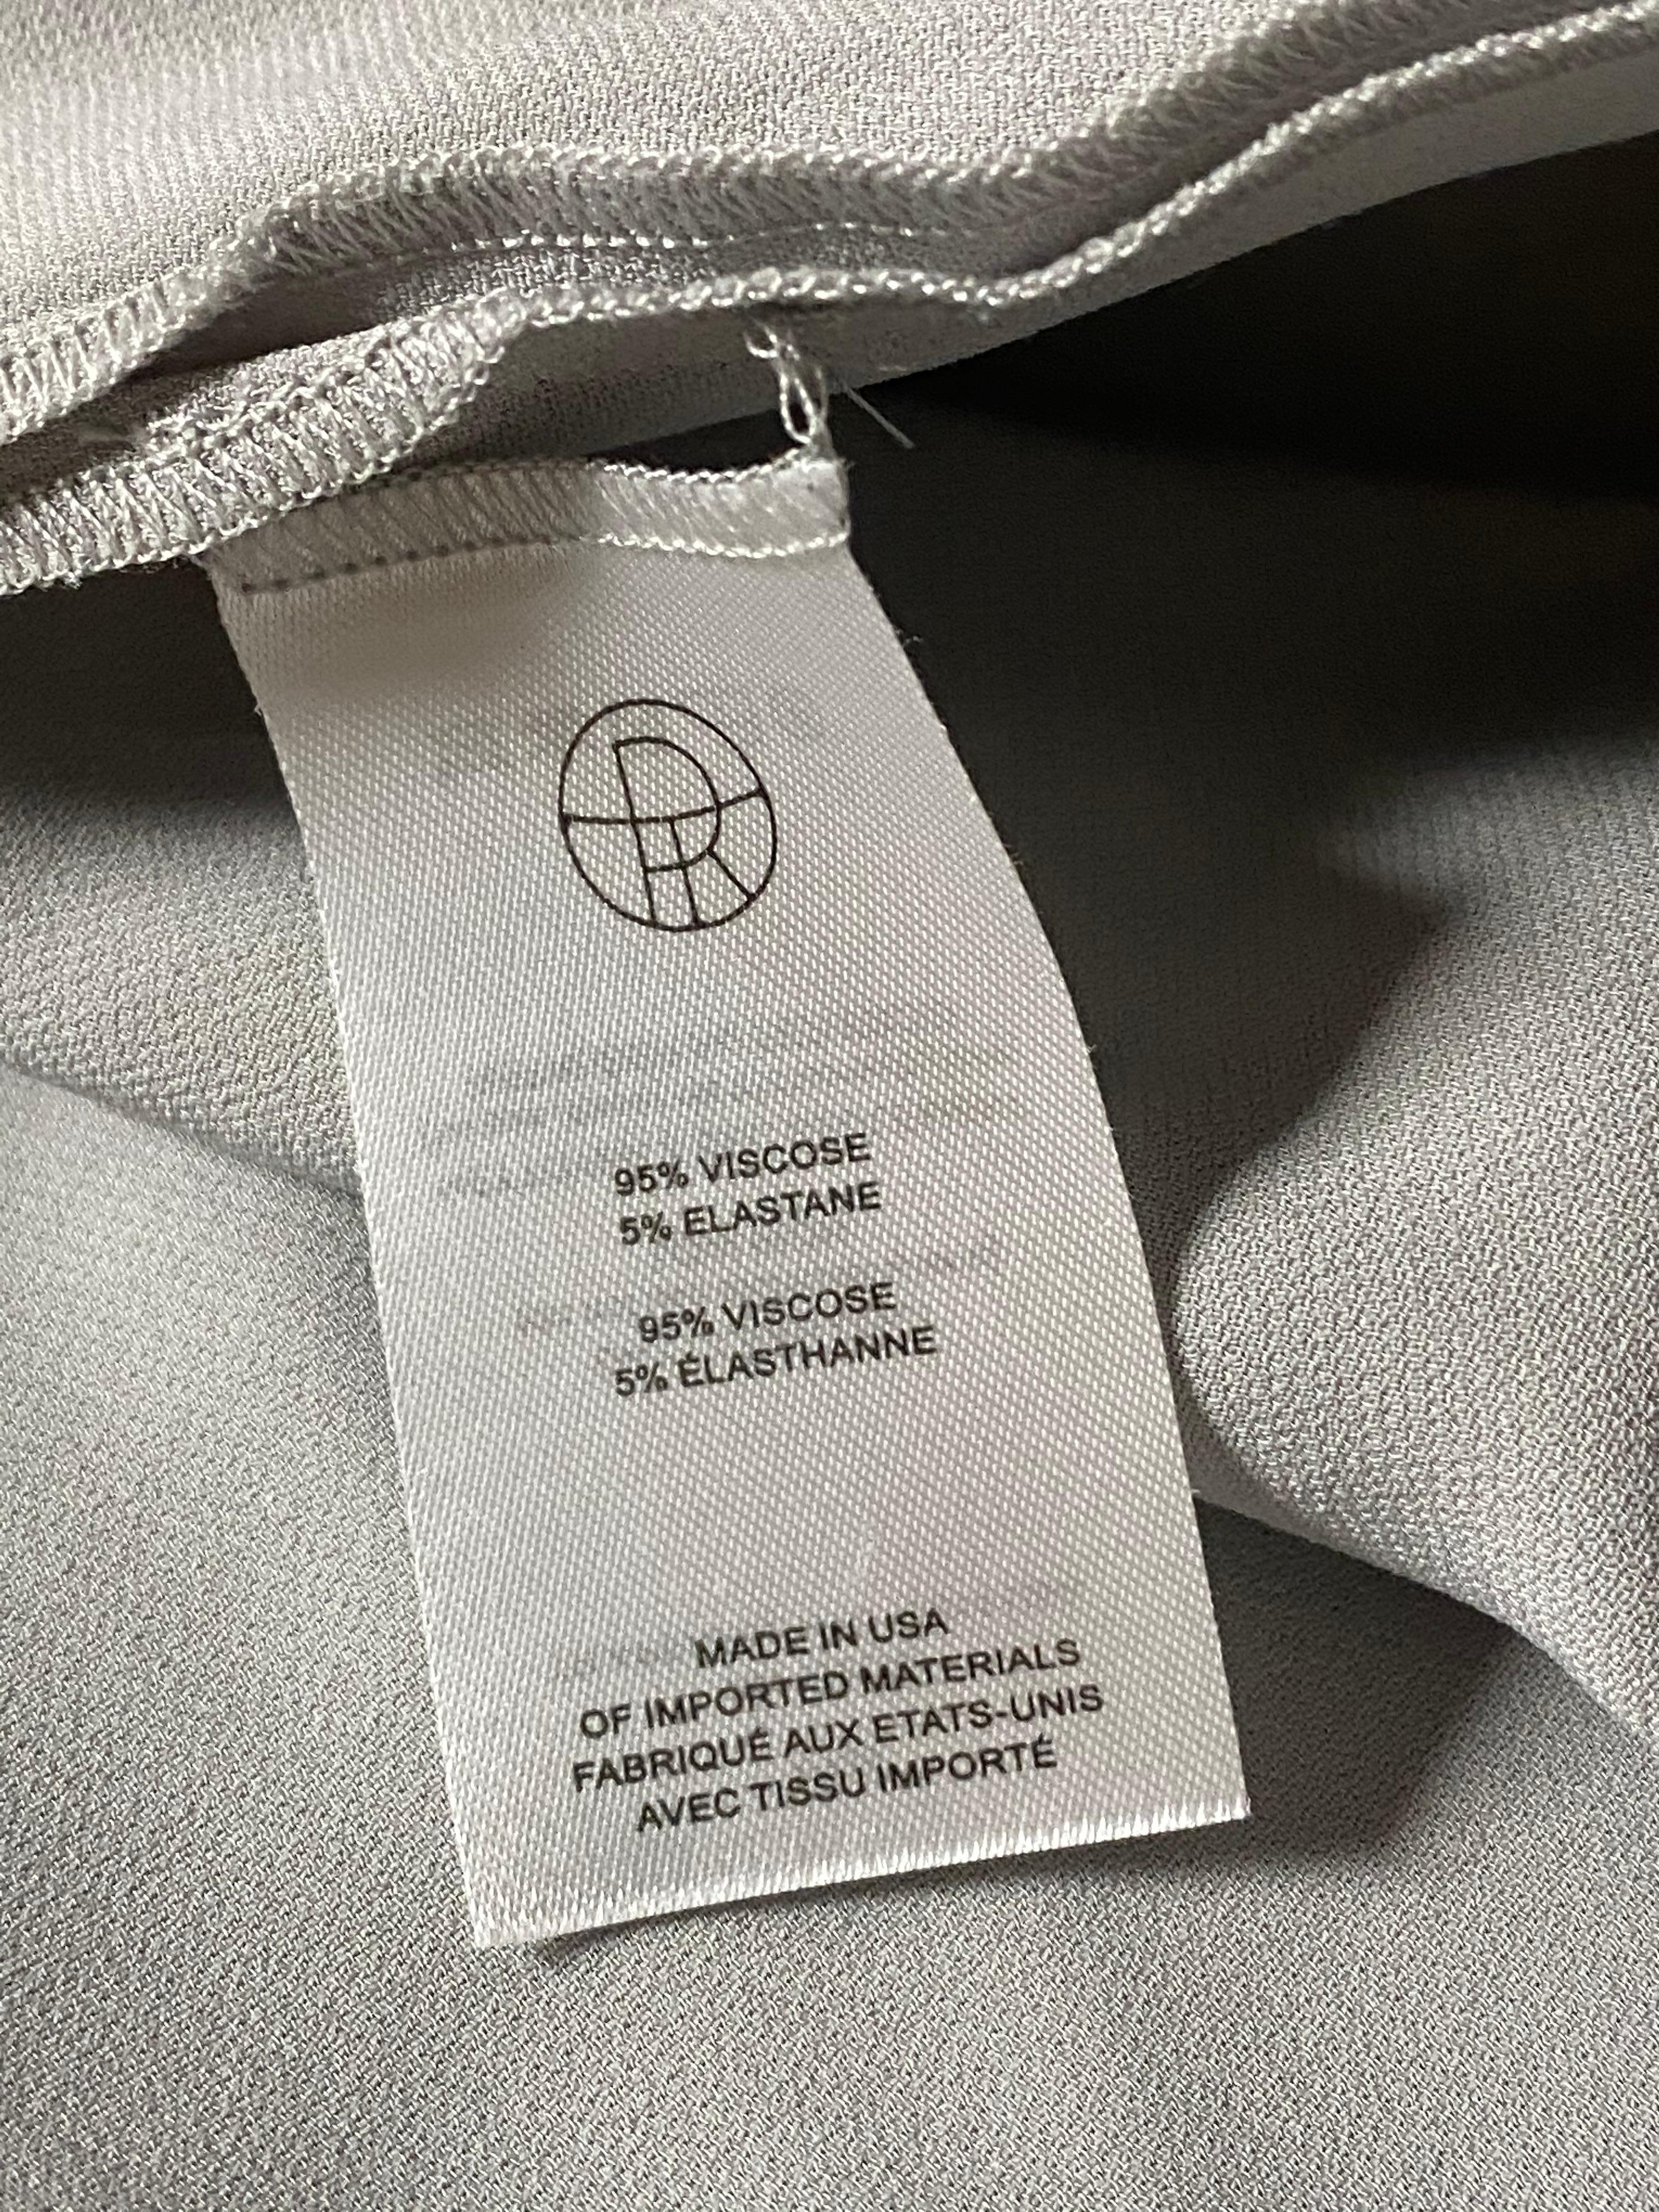 95% VISCOSE
5% ELASTANE
95% VISCOSE
5% ÉLASTHANNE
MADE IN USA
OF IMPORTED MATERIALS
FABRIQUÉ AUX ETATS-UNIS
AVEC TISSU IMPORTÉ